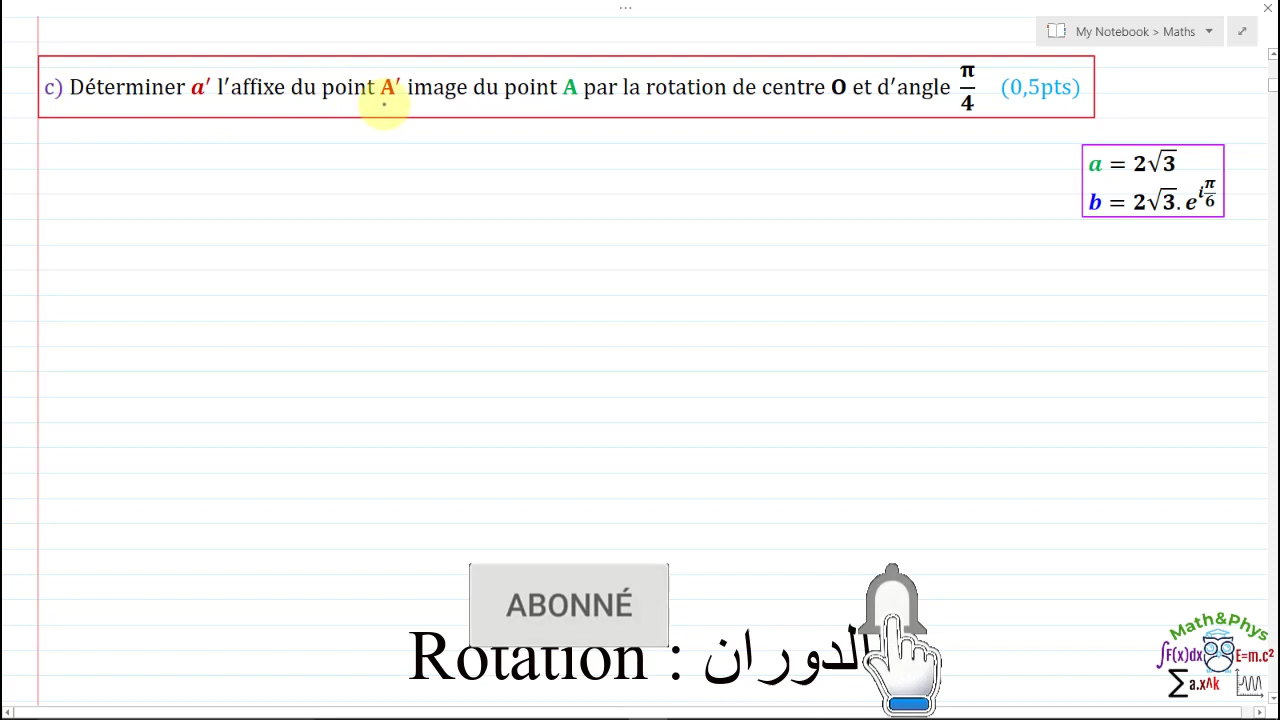 ...
My Notebook > Maths
c) Déterminer a′ l′affixe du point A′ image du point A par la rotation de centre O et d′angle π/4 (0,5pts)
a = 2√3
b = 2√3.e^{iπ/6}
ABONNÉ
Rotation : الدوران
Math&Phys
∫F(x)dx E=m.c²
∑a.x∧k